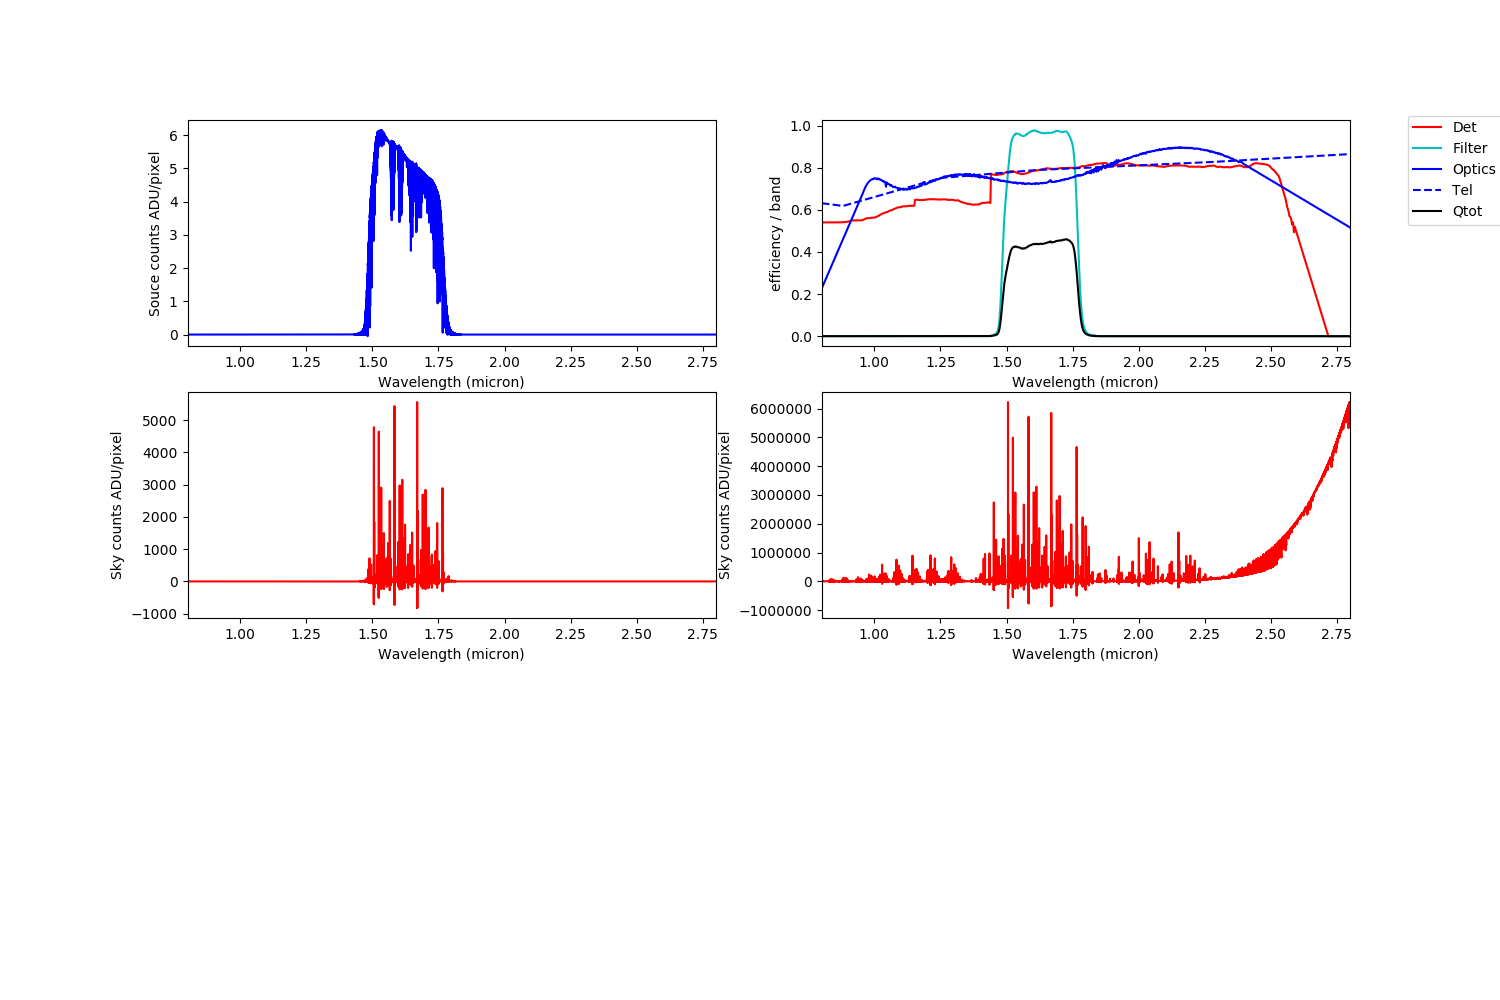 6
5
4
3
2
1
0
Souce counts ADU/pixel
1.00 1.25 1.50 1.75 2.00 2.25 2.50 2.75
Wavelength (micron)
1.0
0.8
0.6
0.4
0.2
0.0
efficiency / band
1.00 1.25 1.50 1.75 2.00 2.25 2.50 2.75
Wavelength (micron)
Det
Filter
Optics
Tel
Qtot
5000
4000
3000
2000
1000
0
−1000
Sky counts ADU/pixel
1.00 1.25 1.50 1.75 2.00 2.25 2.50 2.75
Wavelength (micron)
6000000
5000000
4000000
3000000
2000000
1000000
0
−1000000
Sky counts ADU/pixel
1.00 1.25 1.50 1.75 2.00 2.25 2.50 2.75
Wavelength (micron)